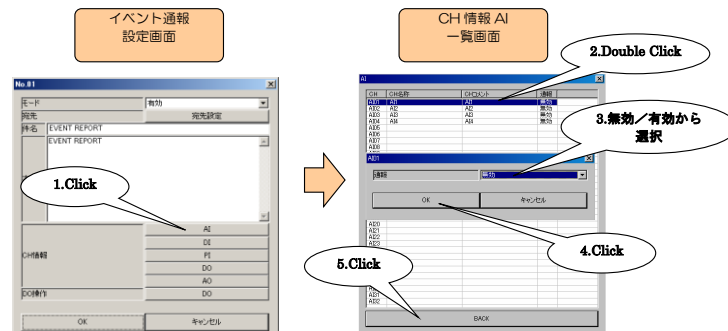 イベント通報
設定画面
CH 情報 AI
一覧画面
No.01
モード 有効
宛先 宛先設定
件名 EVENT REPORT
EVENT REPORT
1.Click
CH情報
AI
DI
PI
DO
AO
DO操作 DO
OK キャンセル
2.Double Click
AI
CH CH名称 CHコメント 通報
AI01 AI1 AI1 無効
AI02 AI2 AI2 無効
AI03 AI3 AI3 無効
AI04 AI4 AI4 無効
AI05
AI06
AI07
AI08
3.無効／有効から
選択
AI01
通報 無効
OK キャンセル
4.Click
AI20
AI21
AI22
AI23
5.Click
AI31
AI32
BACK